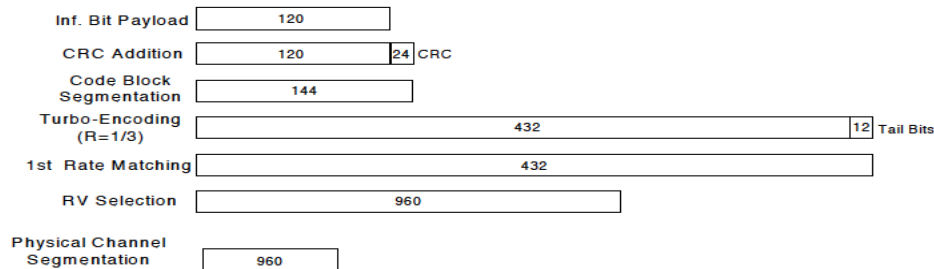 Inf. Bit Payload 120
CRC Addition 120 24 CRC
Code Block
Segmentation 144
Turbo-Encoding
(R=1/3) 432 12 Tail Bits
1st Rate Matching 432
RV Selection 960
Physical Channel
Segmentation 960